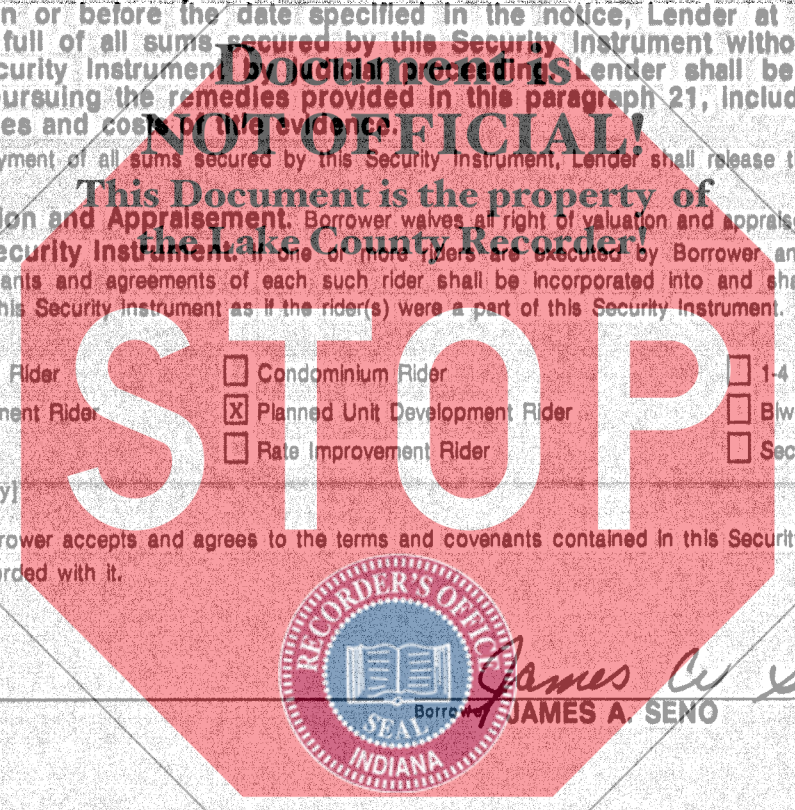 n or before the date specified in the notice, Lender at
full of all sums secured by this Security Instrument witho
curity Instrument by judicial proceeding. Lender shall be
ursuing the remedies provided in this paragraph 21, includ
es and costs of title evidence.
Document is
NOT OFFICIAL!
This Document is the property of
the Lake County Recorder!
yment of all sums secured by this Security Instrument, Lender shall release t
on and Appraisement. Borrower waives all right of valuation and appraise
ecurity Instrument. If one or more riders are executed by Borrower an
ants and agreements of each such rider shall be incorporated into and sha
his Security Instrument as if the rider(s) were a part of this Security Instrument.
STOP
Rider Condominium Rider 1-4
ment Rider X Planned Unit Development Rider Biw
Rate Improvement Rider Sec
y]
rower accepts and agrees to the terms and covenants contained in this Securit
orded with it.
RECORDER'S OFFICE
SEAL
INDIANA
James
JAMES A. SENO